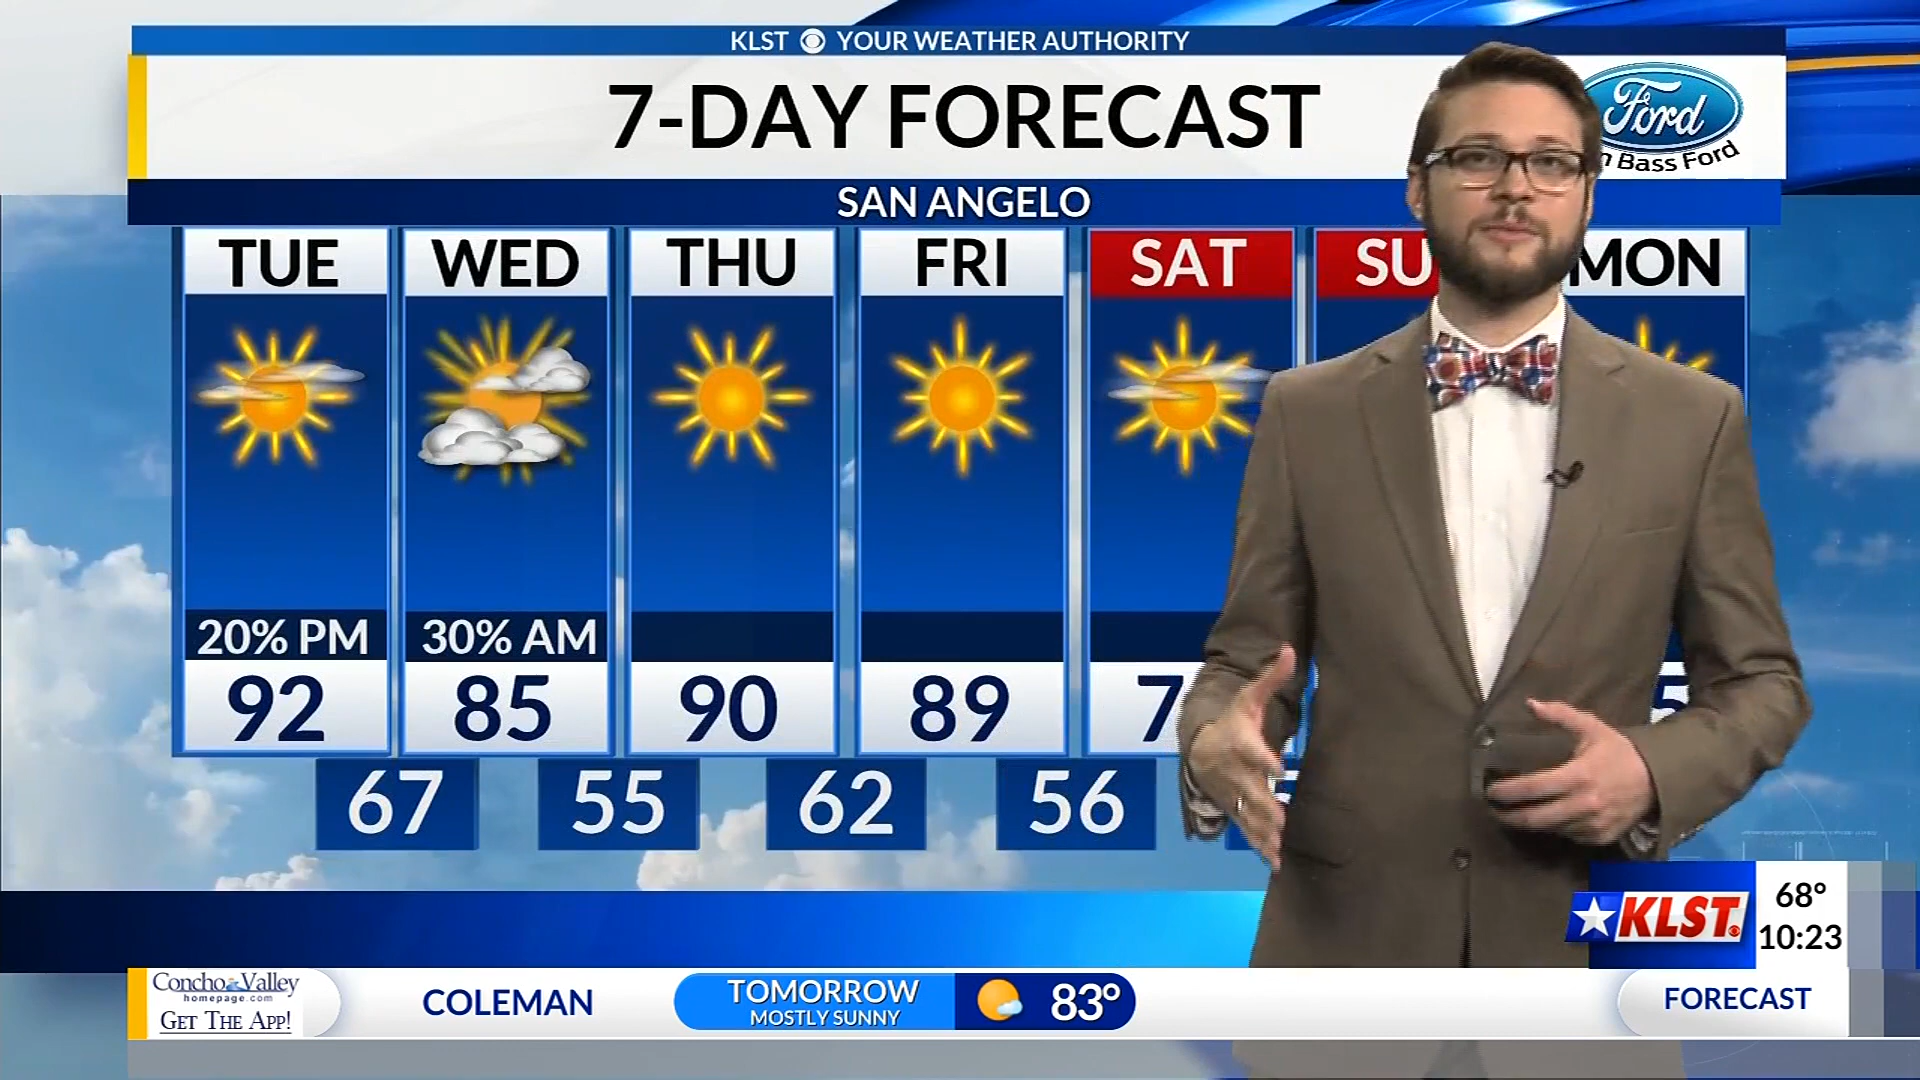 KLST YOUR WEATHER AUTHORITY
7-DAY FORECAST
Ford
Bass Ford
SAN ANGELO
TUE WED THU FRI SAT MON
20% PM 30% AM
92 85 90 89
67 55 62 56
KLST
68°
10:23
Concho Valley
homepage.com
GET THE APP!
COLEMAN
TOMORROW
MOSTLY SUNNY
83°
FORECAST